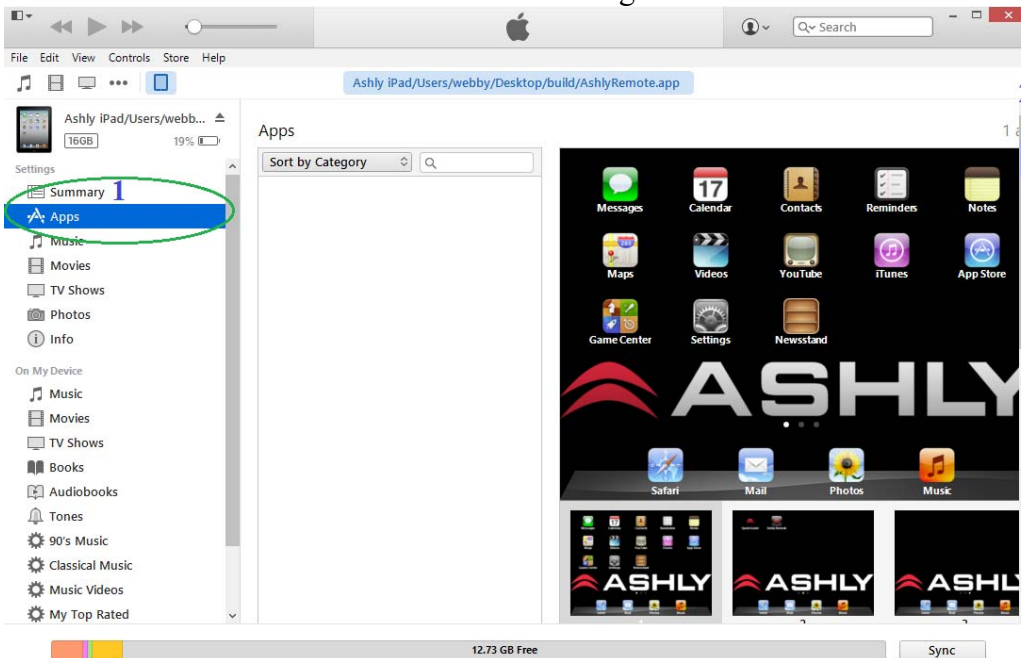 Search
File Edit View Controls Store Help
Ashly iPad/Users/webby/Desktop/build/AshlyRemote.app
Ashly iPad/Users/webb...
16GB 19%
Settings
Summary 1
Apps
Music
Movies
TV Shows
Photos
Info
On My Device
Music
Movies
TV Shows
Books
Audiobooks
Tones
90's Music
Classical Music
Music Videos
My Top Rated
Apps
Sort by Category
Messages 17 Calendar Contacts Reminders Notes
Maps Videos YouTube iTunes App Store
Game Center Settings Newsstand
ASHLY
Safari Mail Photos Music
ASHLY ASHLY ASHLY
12.73 GB Free
Sync